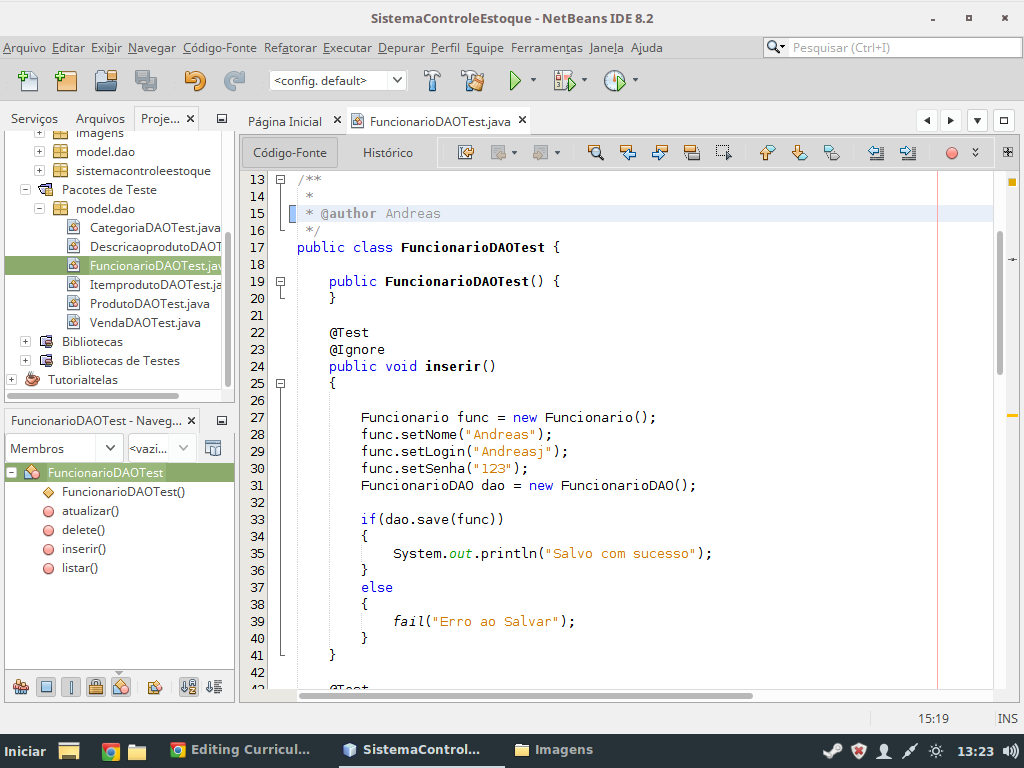 SistemaControleEstoque - NetBeans IDE 8.2
Arquivo Editar Exibir Navegar Código-Fonte Refatorar Executar Depurar Perfil Equipe Ferramentas Janela Ajuda
Pesquisar (Ctrl+I)
<config. default>
Serviços Arquivos Proje...
Página Inicial FuncionarioDAOTest.java
Código-Fonte Histórico
imagens
model.dao
sistemacontroleestoque
Pacotes de Teste
model.dao
CategoriaDAOTest.java
DescricaoprodutoDAOT
FuncionarioDAOTest.jav
ItemprodutoDAOTest.ja
ProdutoDAOTest.java
VendaDAOTest.java
Bibliotecas
Bibliotecas de Testes
Tutorialtelas
FuncionarioDAOTest - Naveg...
Membros <vazi...
FuncionarioDAOTest
FuncionarioDAOTest()
atualizar()
delete()
inserir()
listar()
13 /**
14 *
15 * @author Andreas
16 */
17 public class FuncionarioDAOTest {
18
19 public FuncionarioDAOTest() {
20 }
21
22 @Test
23 @Ignore
24 public void inserir()
25 {
26
27 Funcionario func = new Funcionario();
28 func.setNome("Andreas");
29 func.setLogin("Andreasj");
30 func.setSenha("123");
31 FuncionarioDAO dao = new FuncionarioDAO();
32
33 if(dao.save(func))
34 {
35 System.out.println("Salvo com sucesso");
36 }
37 else
38 {
39 fail("Erro ao Salvar");
40 }
41 }
42
43 @Test
15:19 INS
Iniciar Editing Curricul... SistemaControl... Imagens 13:23